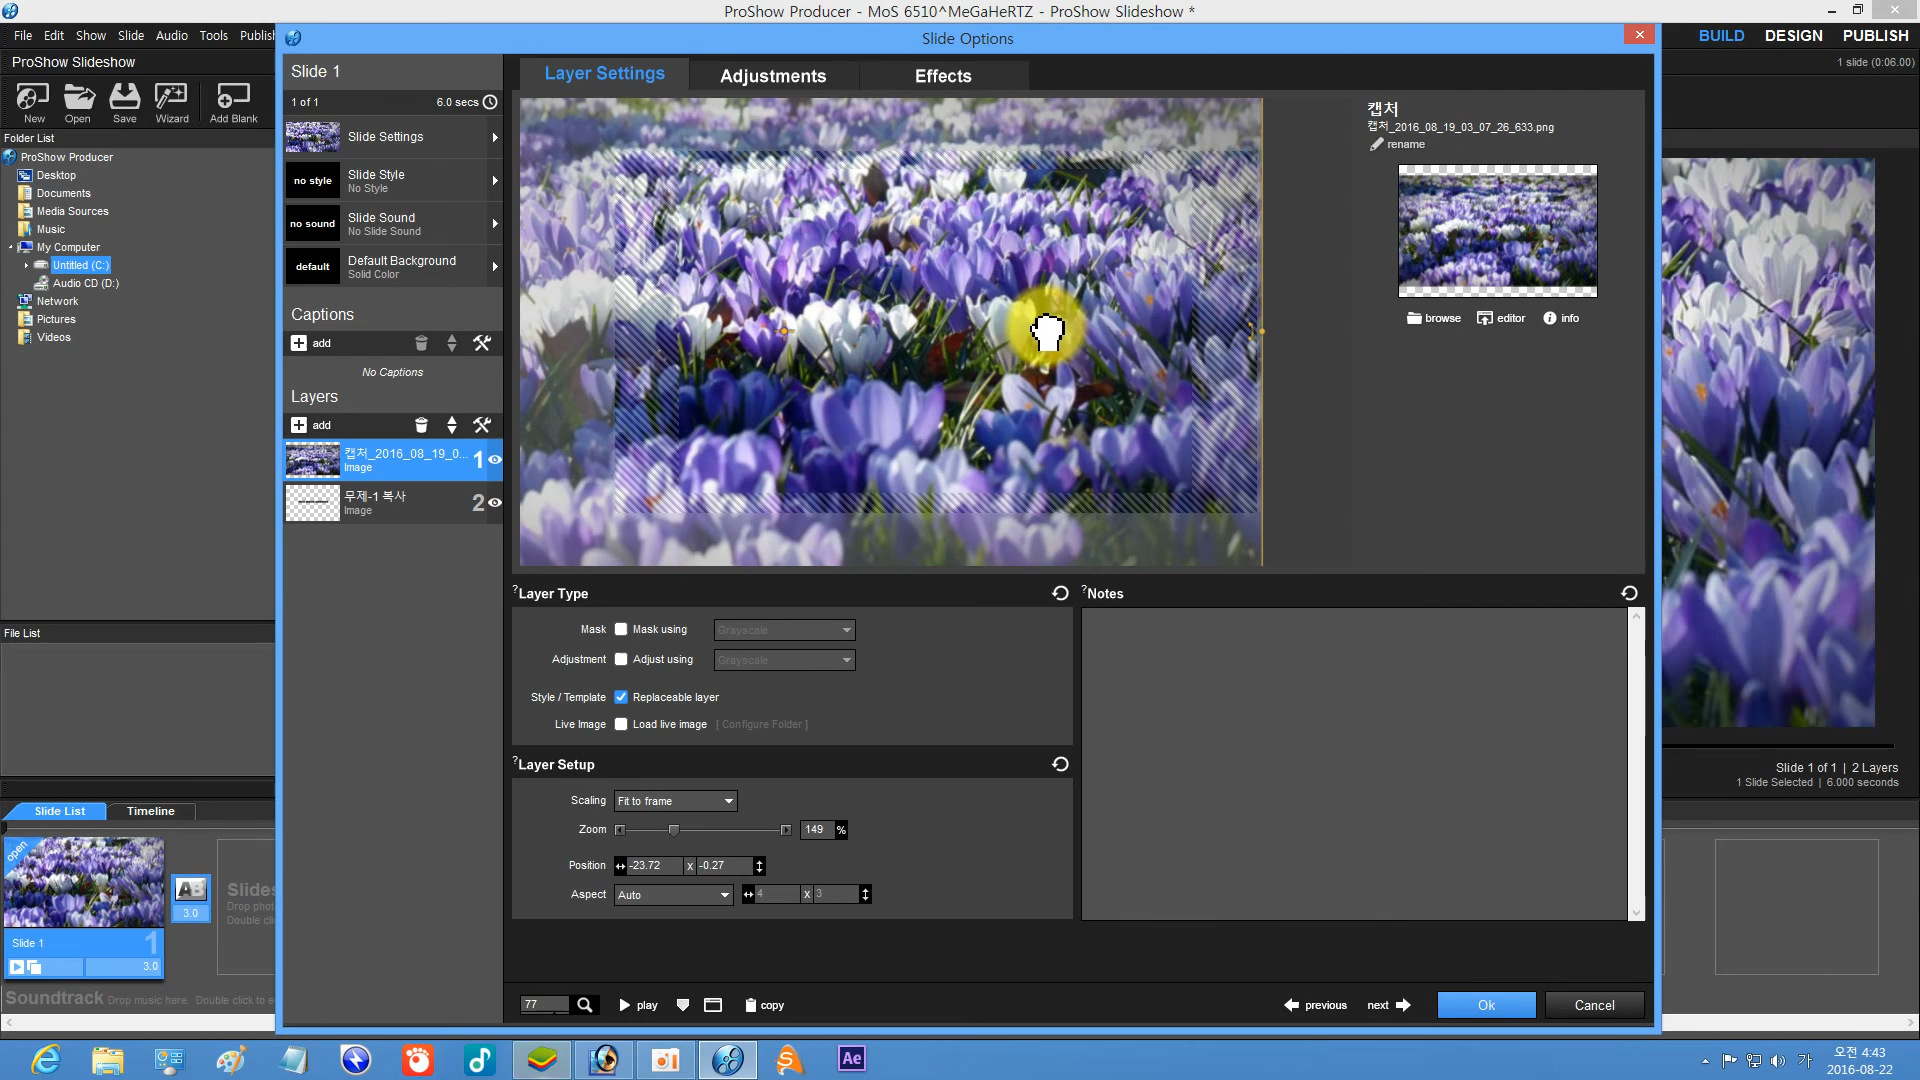 ProShow Producer - MoS 6510^MeGaHeRTZ - ProShow Slideshow *
File Edit Show Slide Audio Tools Publish
Slide Options
BUILD DESIGN PUBLISH
ProShow Slideshow
1 slide (0:06.00)
New Open Save Wizard Add Blank
Folder List
ProShow Producer
Desktop
Documents
Media Sources
Music
My Computer
Untitled (C:)
Audio CD (D:)
Network
Pictures
Videos
File List
Slide 1
1 of 1 6.0 secs
Slide Settings
no style
Slide Style
No Style
no sound
Slide Sound
No Slide Sound
default
Default Background
Solid Color
Captions
add
No Captions
Layers
add
캡처_2016_08_19_0... 1
Image
무제-1 복사 2
Image
Layer Settings Adjustments Effects
캡처
캡처_2016_08_19_03_07_26_633.png
rename
browse editor info
?Layer Type
Mask Mask using Grayscale
Adjustment Adjust using Grayscale
Style / Template Replaceable layer
Live Image Load live image [ Configure Folder ]
?Layer Setup
Scaling Fit to frame
Zoom 149 %
Position -23.72 x -0.27
Aspect Auto 4 x 3
?Notes
77 play copy
previous next Ok Cancel
Slide 1 of 1 | 2 Layers
1 Slide Selected | 6.000 seconds
Slide List Timeline
open
AB
3.0
Slide 1 1
3.0
Drop pho
Double cli
Soundtrack Drop music here. Double click to e
Ae
가
오전 4:43
2016-08-22